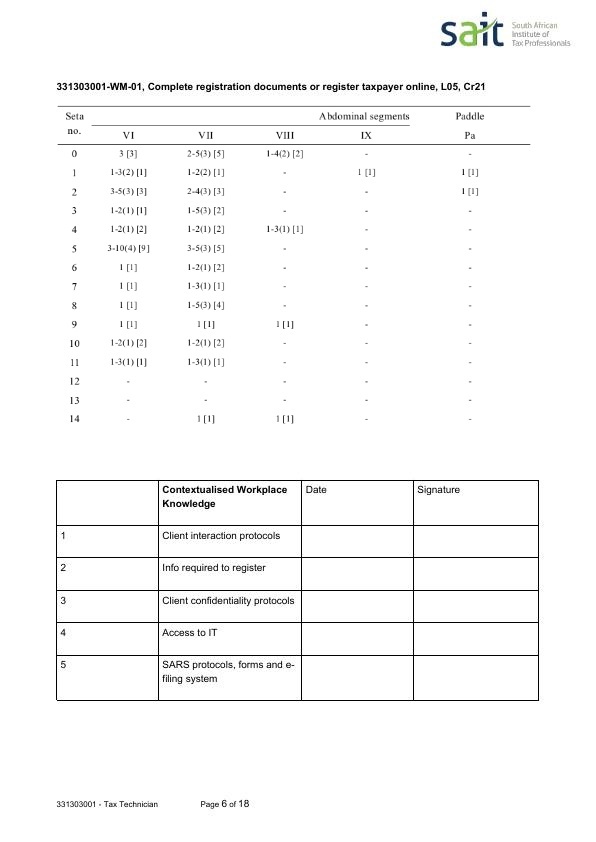 sait South African
Institute of
Tax Professionals
331303001-WM-01, Complete registration documents or register taxpayer online, L05, Cr21
Seta no. Abdominal segments Paddle
VI VII VIII IX Pa
0 3 [3] 2-5(3) [5] 1-4(2) [2] - -
1 1-3(2) [1] 1-2(2) [1] - 1 [1] 1 [1]
2 3-5(3) [3] 2-4(3) [3] - - 1 [1]
3 1-2(1) [1] 1-5(3) [2] - - -
4 1-2(1) [2] 1-2(1) [2] 1-3(1) [1] - -
5 3-10(4) [9] 3-5(3) [5] - - -
6 1 [1] 1-2(1) [2] - - -
7 1 [1] 1-3(1) [1] - - -
8 1 [1] 1-5(3) [4] - - -
9 1 [1] 1 [1] 1 [1] - -
10 1-2(1) [2] 1-2(1) [2] - - -
11 1-3(1) [1] 1-3(1) [1] - - -
12 - - - - -
13 - - - - -
14 - 1 [1] 1 [1] - -
Contextualised Workplace Date Signature
Knowledge
1 Client interaction protocols
2 Info required to register
3 Client confidentiality protocols
4 Access to IT
5 SARS protocols, forms and e-
filing system
331303001 - Tax Technician Page 6 of 18